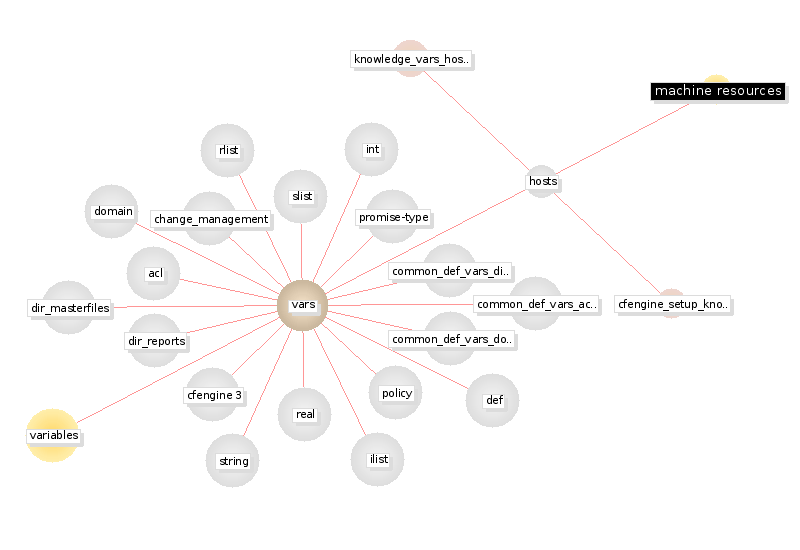 knowledge_vars_hos..
machine resources
rlist
int
hosts
slist
domain
change_management
promise-type
acl
common_def_vars_di..
dir_masterfiles
vars
common_def_vars_ac..
cfengine_setup_kno..
dir_reports
common_def_vars_do..
cfengine 3
policy
def
real
variables
string
ilist